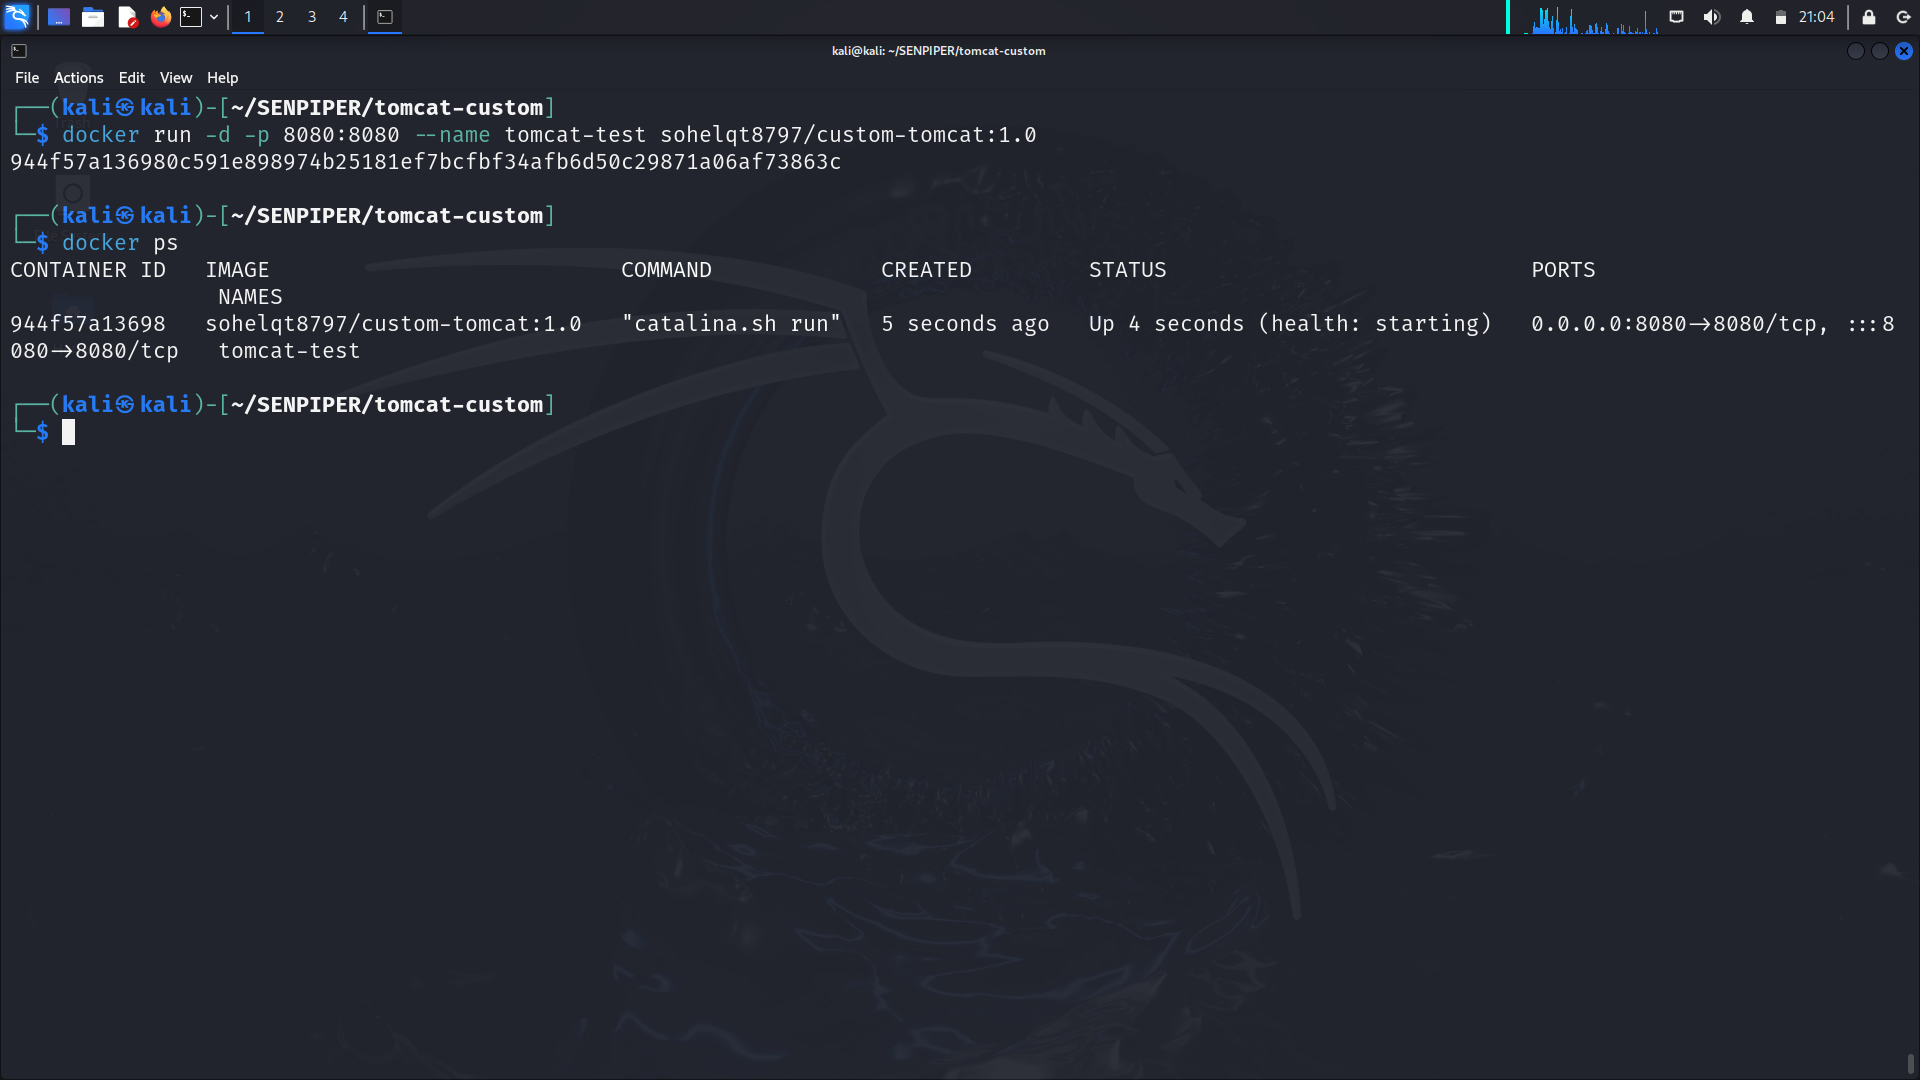 1 2 3 4 21:04
kali@kali: ~/SENPIPER/tomcat-custom
File Actions Edit View Help
┌──(kali㉿kali)-[~/SENPIPER/tomcat-custom]
└─$ docker run -d -p 8080:8080 --name tomcat-test sohelqt8797/custom-tomcat:1.0
944f57a136980c591e898974b25181ef7bcfbf34afb6d50c29871a06af73863c
┌──(kali㉿kali)-[~/SENPIPER/tomcat-custom]
└─$ docker ps
CONTAINER ID   IMAGE                           COMMAND             CREATED         STATUS                            PORTS
                NAMES
944f57a13698   sohelqt8797/custom-tomcat:1.0   "catalina.sh run"   5 seconds ago   Up 4 seconds (health: starting)   0.0.0.0:8080->8080/tcp, :::8
080->8080/tcp   tomcat-test
┌──(kali㉿kali)-[~/SENPIPER/tomcat-custom]
└─$